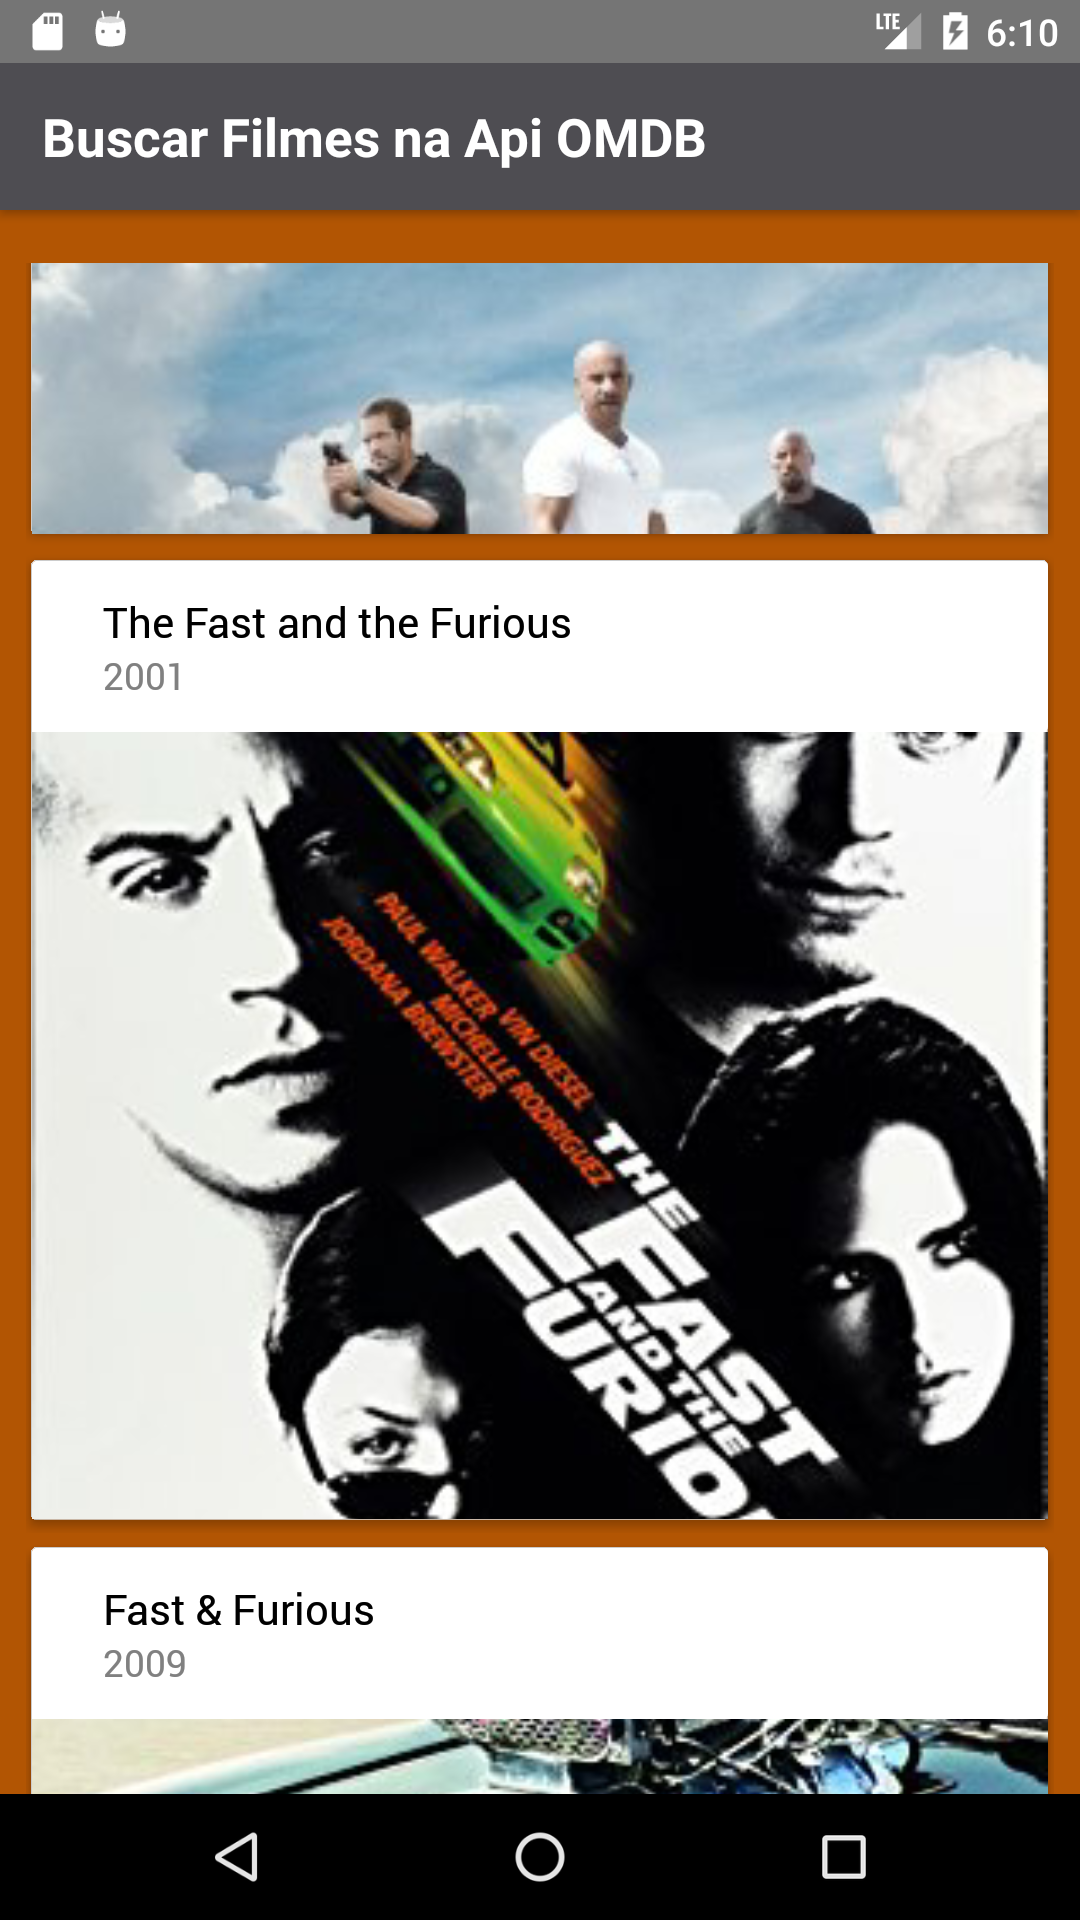 LTE 6:10
Buscar Filmes na Api OMDB
The Fast and the Furious
2001
PAUL WALKER VIN DIESEL
MICHELLE RODRIGUEZ
JORDANA BREWSTER
THE
FAST
AND THE
FURIO
Fast & Furious
2009